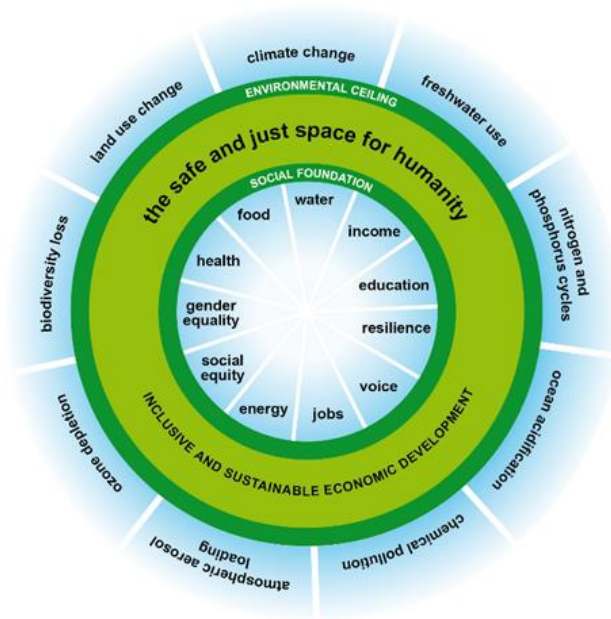 climate change
freshwater use
nitrogen and
phosphorus cycles
ocean acidification
chemical pollution
atmospheric aerosol
loading
ozone depletion
biodiversity loss
land use change
ENVIRONMENTAL CEILING
the safe and just space for humanity
SOCIAL FOUNDATION
water
income
education
resilience
voice
jobs
energy
social
equity
gender
equality
health
food
INCLUSIVE AND SUSTAINABLE ECONOMIC DEVELOPMENT